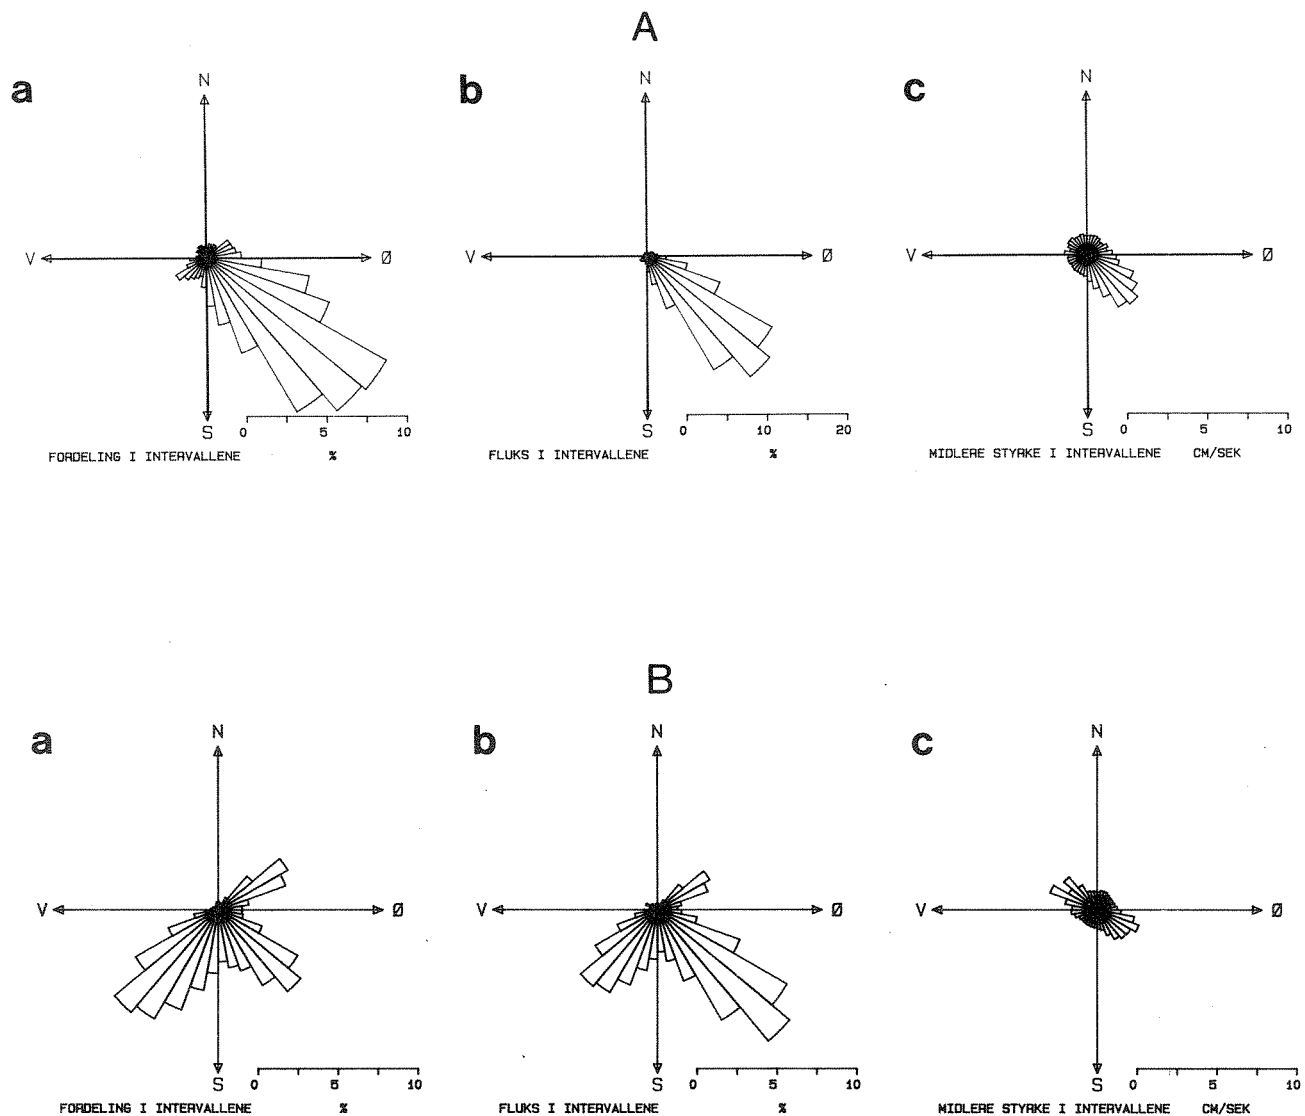 A
a
b
c
N
N
N
V
Ø
V
Ø
V
Ø
S
0 5 10
S
0 10 20
S
0 5 10
FORDELING I INTERVALLENE %
FLUKS I INTERVALLENE %
MIDLERE STYRKE I INTERVALLENE CM/SEK
B
a
b
c
N
N
N
V
Ø
V
Ø
V
Ø
S
0 5 10
S
0 5 10
S
0 5 10
FORDELING I INTERVALLENE %
FLUKS I INTERVALLENE %
MIDLERE STYRKE I INTERVALLENE CM/SEK